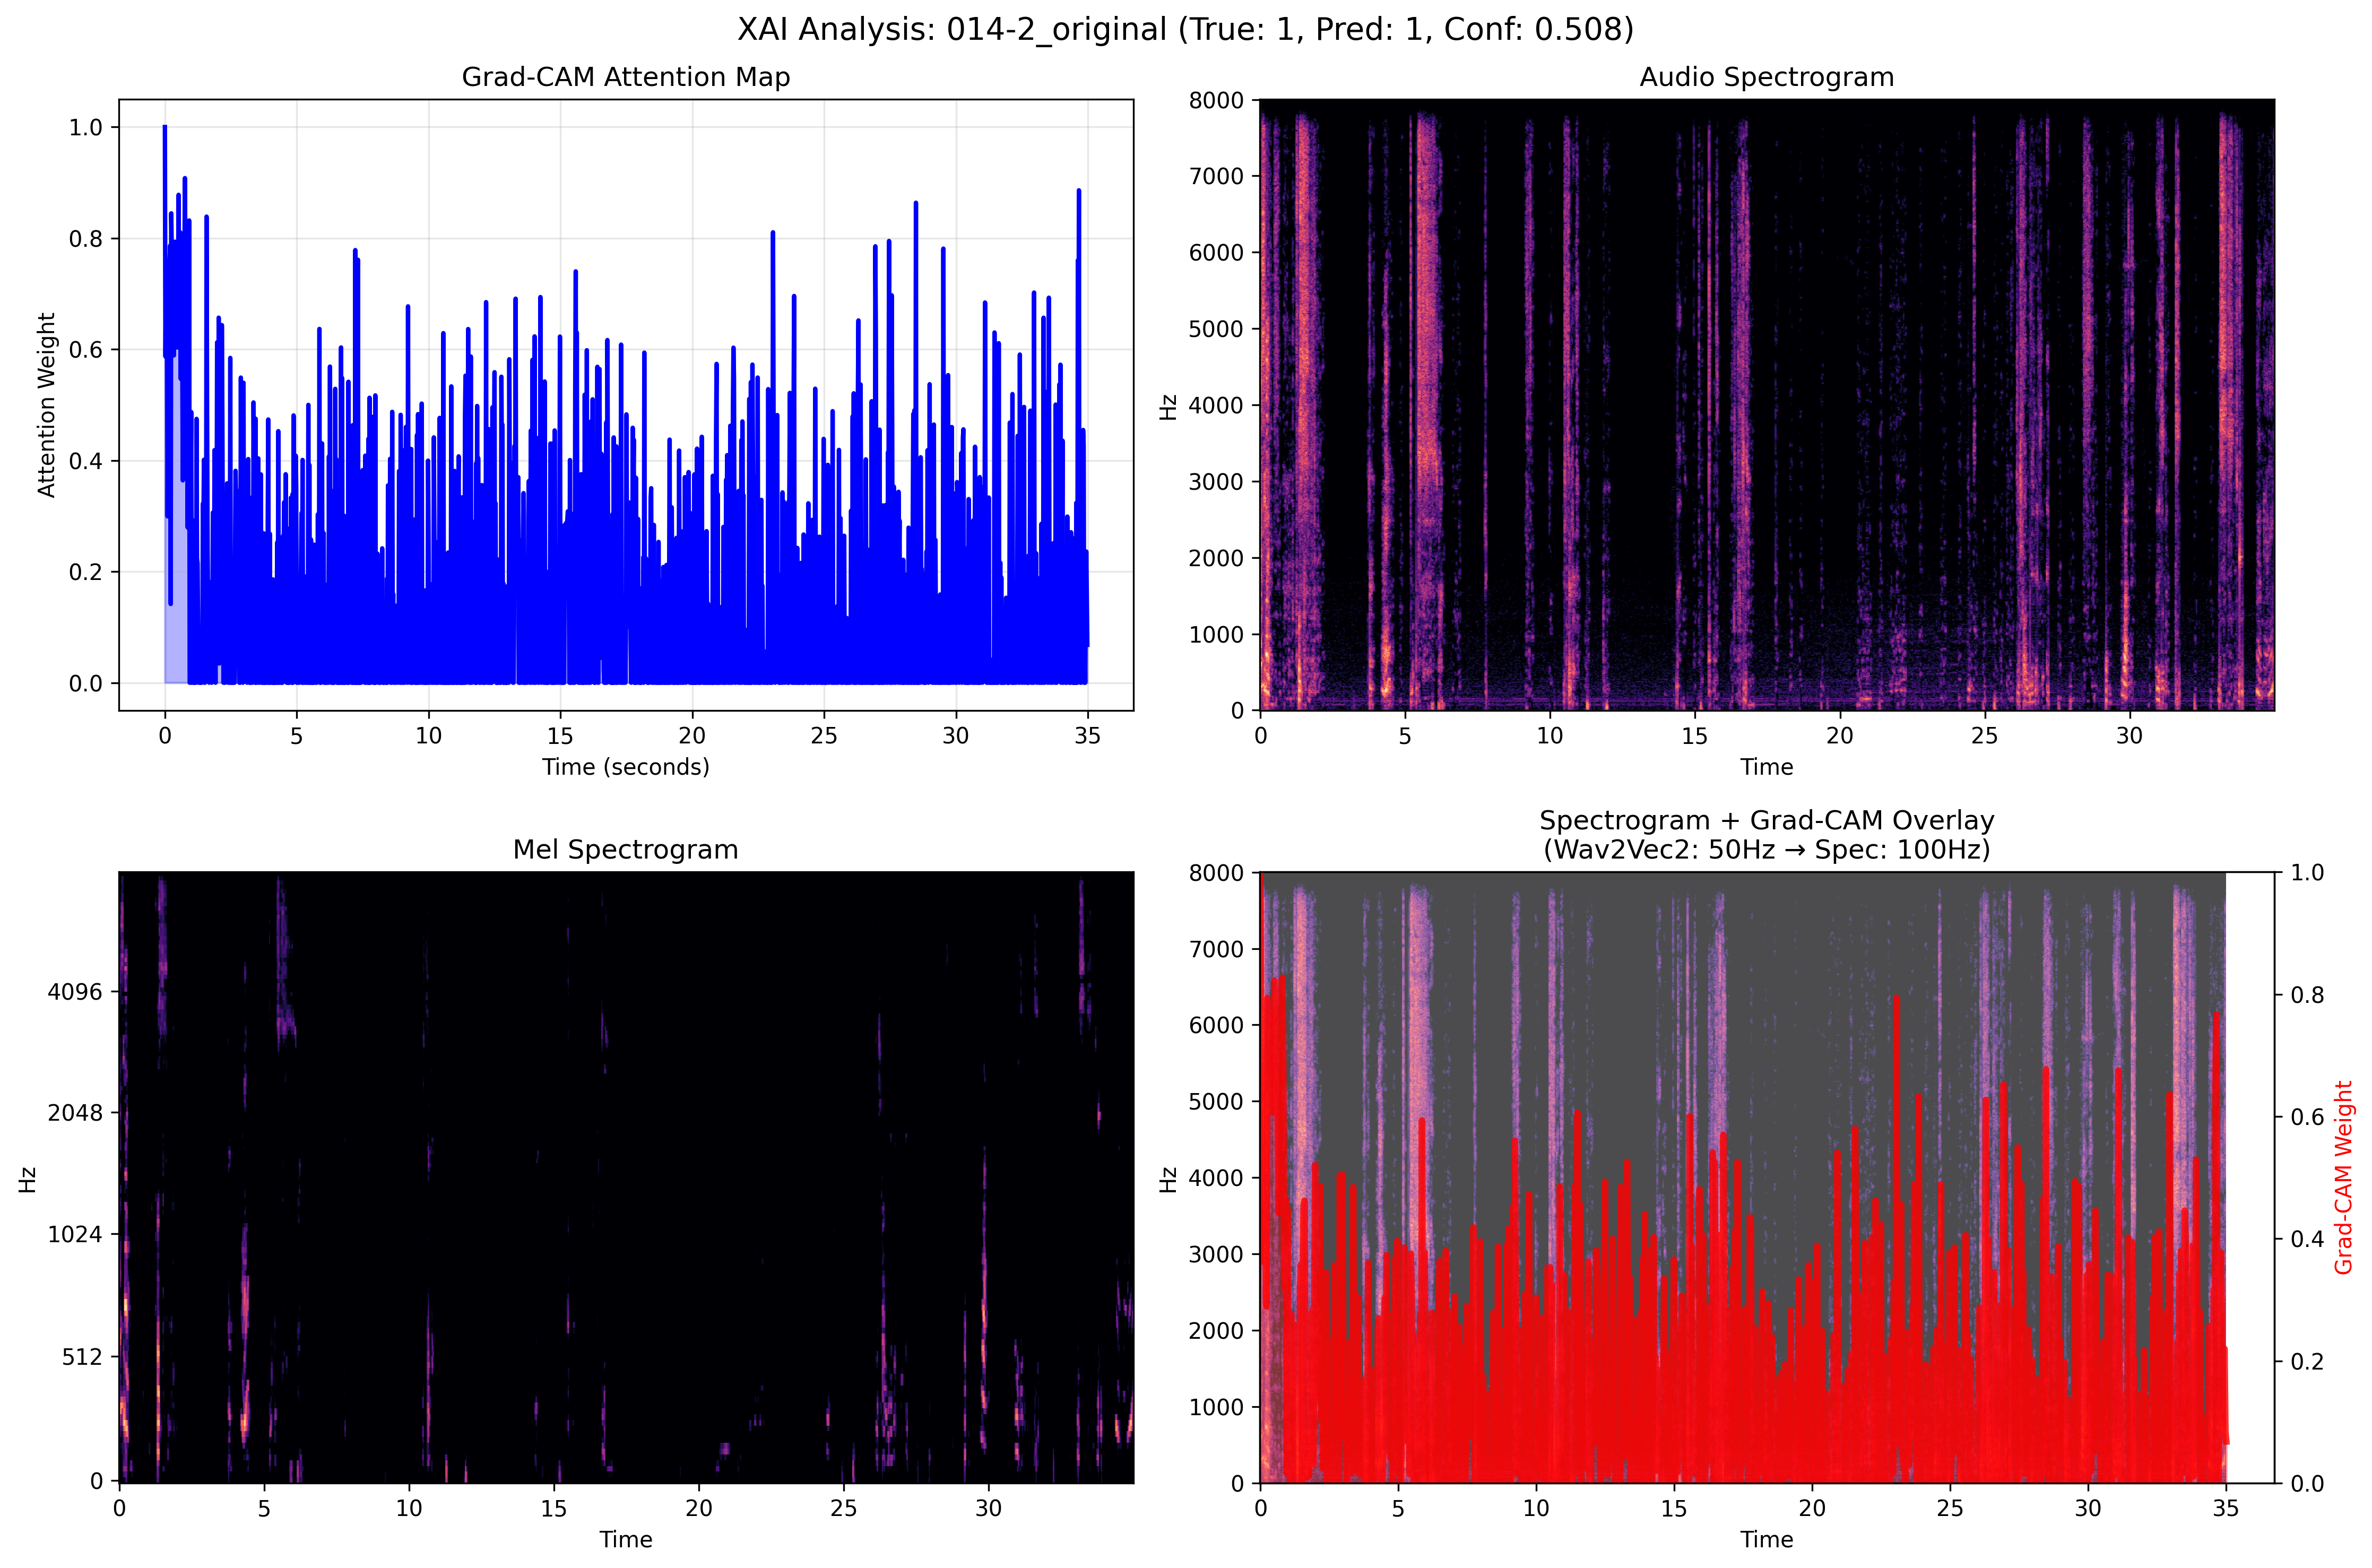 XAI Analysis: 014-2_original (True: 1, Pred: 1, Conf: 0.508)
Grad-CAM Attention Map
1.0
0.8
0.6
0.4
0.2
0.0
Attention Weight
0 5 10 15 20 25 30 35
Time (seconds)
Audio Spectrogram
8000
7000
6000
5000
4000
3000
2000
1000
0
Hz
0 5 10 15 20 25 30
Time
Mel Spectrogram
4096
2048
1024
512
0
Hz
0 5 10 15 20 25 30
Time
Spectrogram + Grad-CAM Overlay
(Wav2Vec2: 50Hz → Spec: 100Hz)
8000
7000
6000
5000
4000
3000
2000
1000
0
Hz
0 5 10 15 20 25 30 35
Time
1.0
0.8
0.6
0.4
0.2
0.0
Grad-CAM Weight